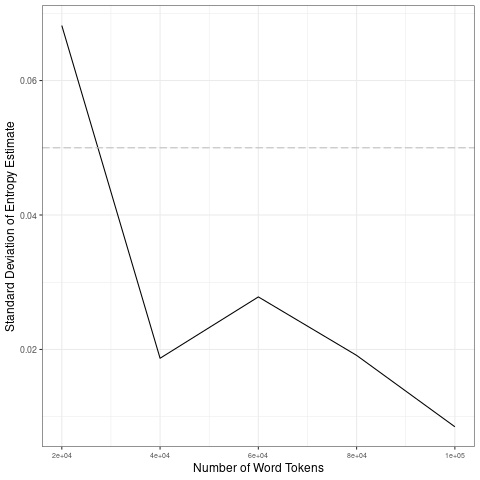 Standard Deviation of Entropy Estimate
0.06
0.04
0.02
2e+04 4e+04 6e+04 8e+04 1e+05
Number of Word Tokens